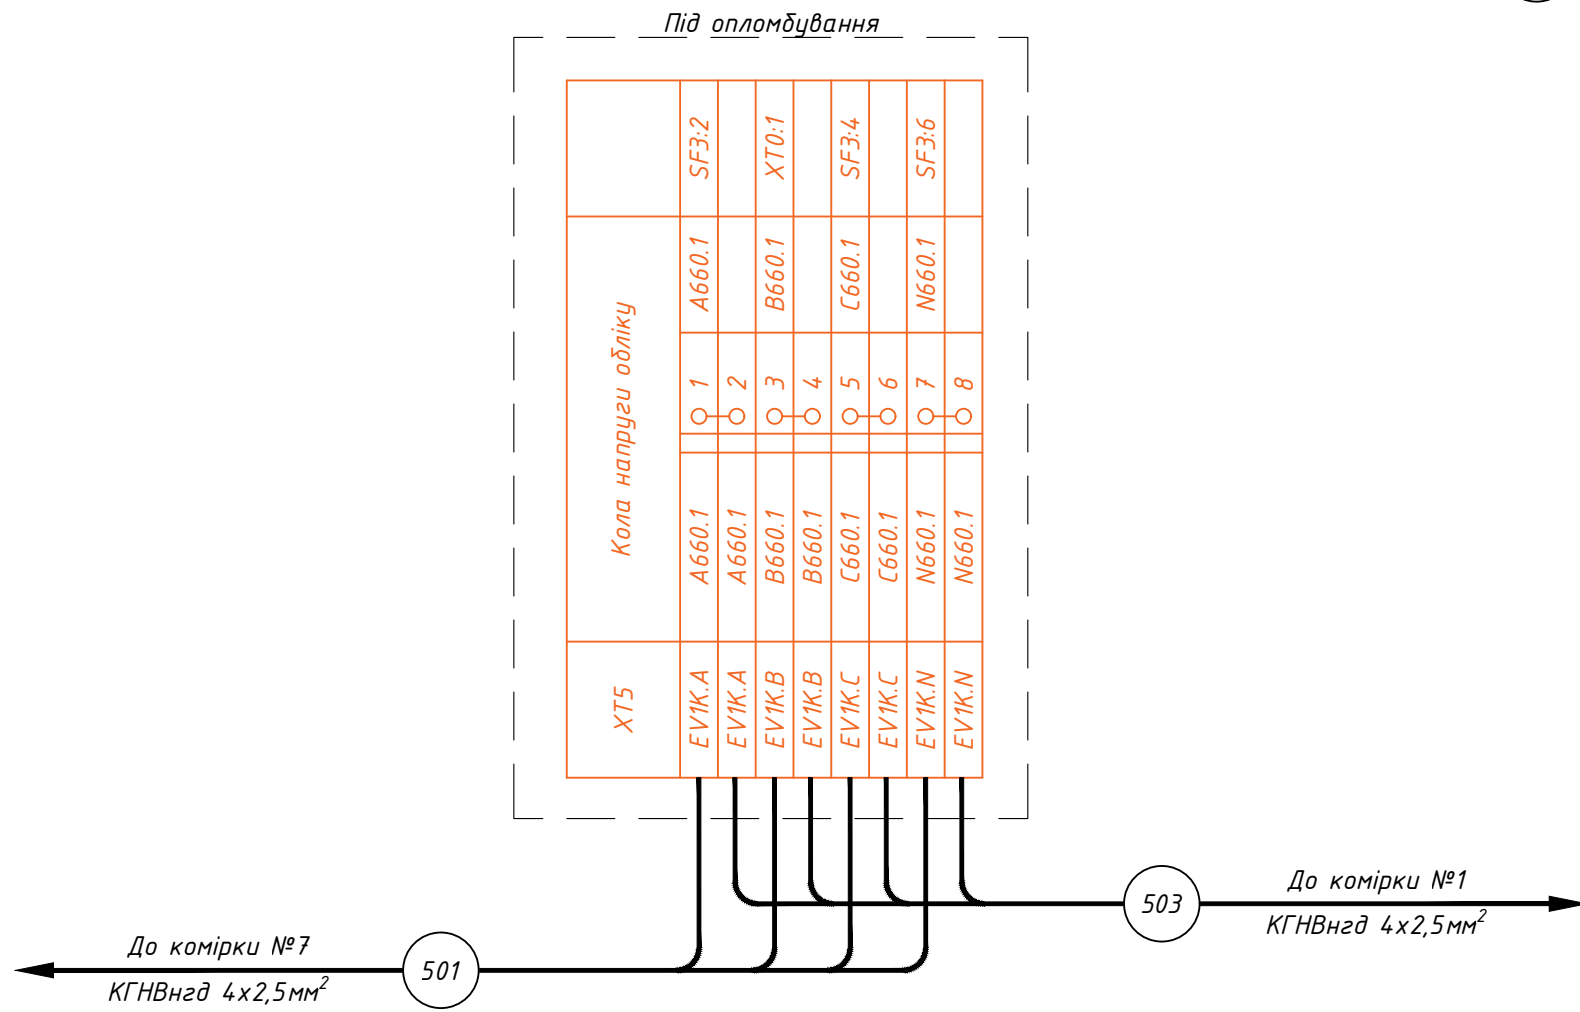 Під опломбування
SF3:2
XT0:1
SF3:4
SF3:6
Кола напруги обліку
A660.1
B660.1
C660.1
N660.1
1
2
3
4
5
6
7
8
A660.1
A660.1
B660.1
B660.1
C660.1
C660.1
N660.1
N660.1
XT5
EV1K.A
EV1K.A
EV1K.B
EV1K.B
EV1K.C
EV1K.C
EV1K.N
EV1K.N
До комірки №1
503
КГНВнгд 4x2,5мм²
До комірки №7
501
КГНВнгд 4x2,5мм²